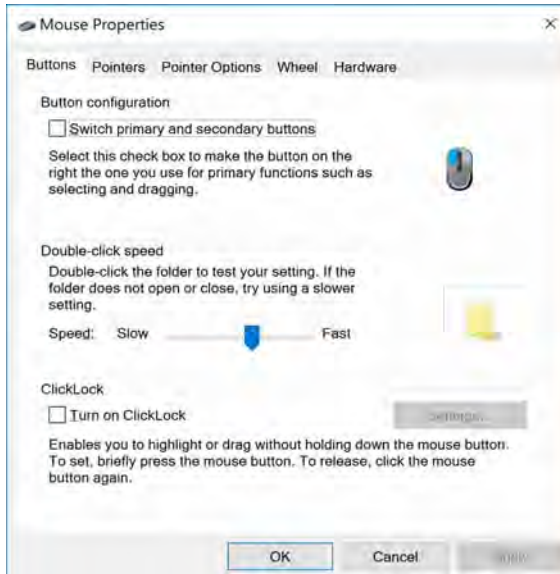 Mouse Properties
Buttons Pointers Pointer Options Wheel Hardware
Button configuration
Switch primary and secondary buttons
Select this check box to make the button on the
right the one you use for primary functions such as
selecting and dragging.
Double-click speed
Double-click the folder to test your setting. If the
folder does not open or close, try using a slower
setting.
Speed: Slow Fast
ClickLock
Turn on ClickLock
Settings...
Enables you to highlight or drag without holding down the mouse button.
To set, briefly press the mouse button. To release, click the mouse
button again.
OK Cancel Apply